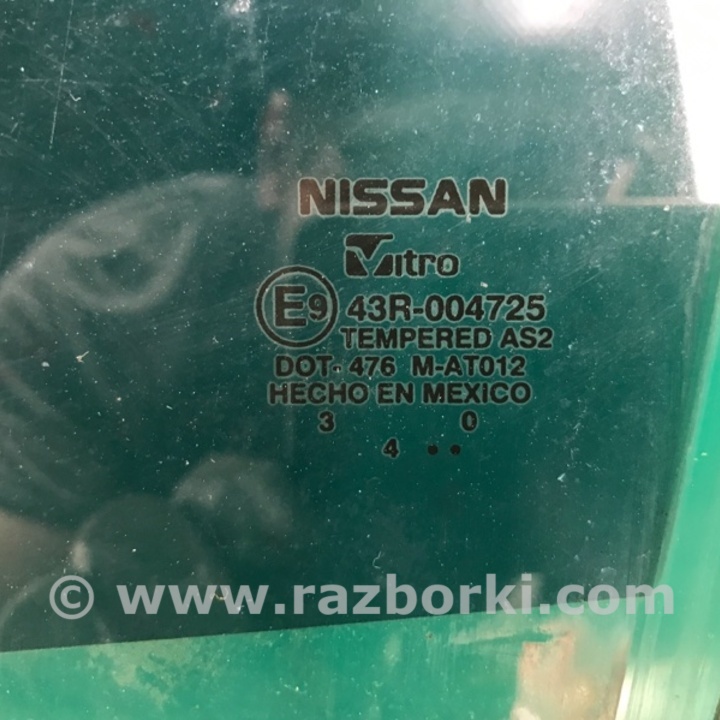 NISSAN
Vitro
E9 43R-004725
TEMPERED AS2
DOT-476 M-AT012
HECHO EN MEXICO
3 0
4 ••
© www.razborki.com